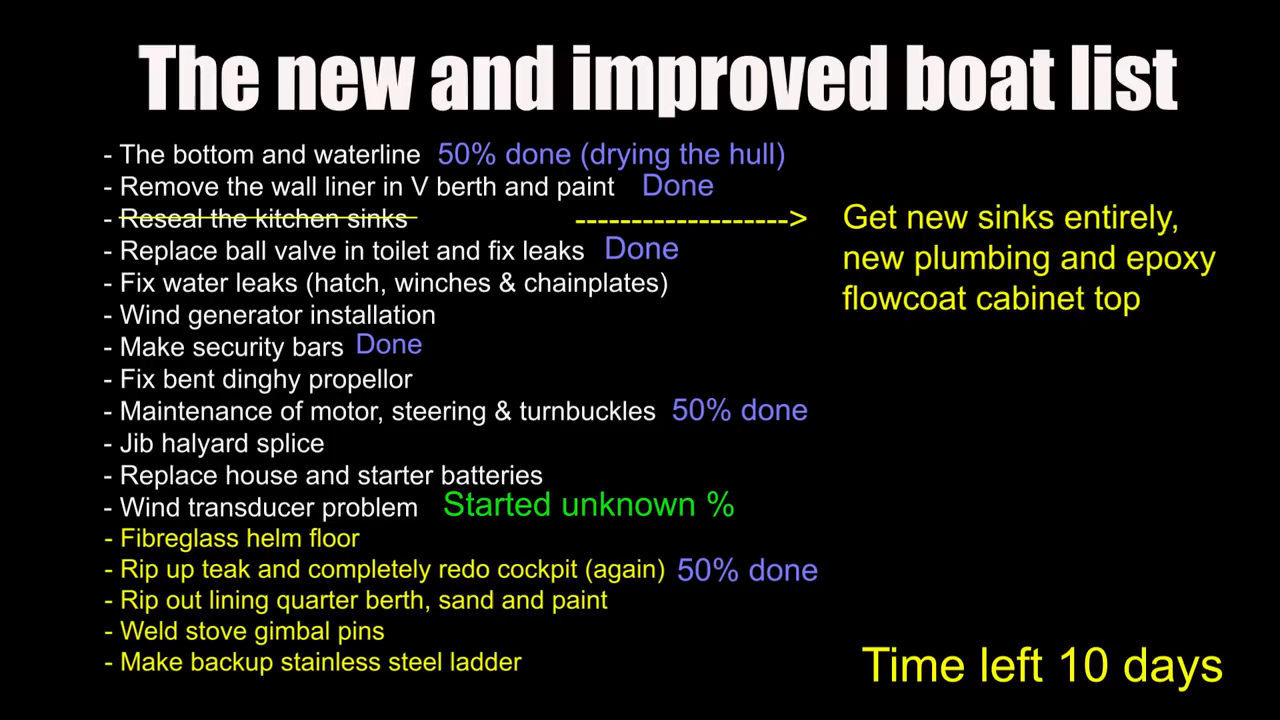 The new and improved boat list
- The bottom and waterline 50% done (drying the hull)
- Remove the wall liner in V berth and paint Done
- Reseal the kitchen sinks -------------------> Get new sinks entirely,
new plumbing and epoxy
flowcoat cabinet top
- Replace ball valve in toilet and fix leaks Done
- Fix water leaks (hatch, winches & chainplates)
- Wind generator installation
- Make security bars Done
- Fix bent dinghy propellor
- Maintenance of motor, steering & turnbuckles 50% done
- Jib halyard splice
- Replace house and starter batteries
- Wind transducer problem Started unknown %
- Fibreglass helm floor
- Rip up teak and completely redo cockpit (again) 50% done
- Rip out lining quarter berth, sand and paint
- Weld stove gimbal pins
- Make backup stainless steel ladder
Time left 10 days